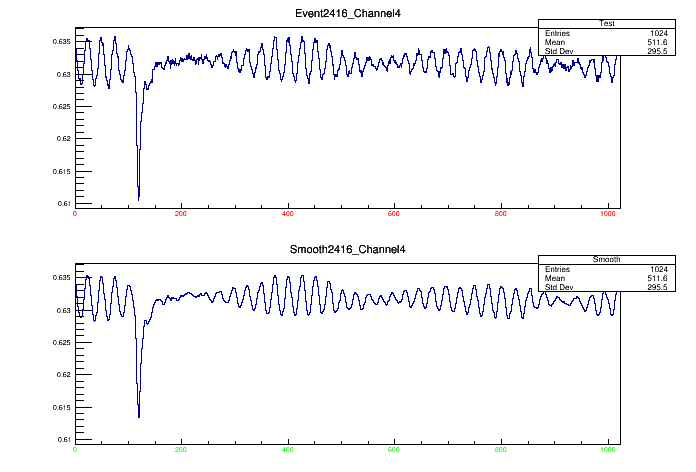 Event2416_Channel4
Test
Entries 1024
Mean 511.6
Std Dev 295.5
0.635
0.63
0.625
0.62
0.615
0.61
0 200 400 600 800 1000
Smooth2416_Channel4
Smooth
Entries 1024
Mean 511.6
Std Dev 295.5
0.635
0.63
0.625
0.62
0.615
0.61
0 200 400 600 800 1000